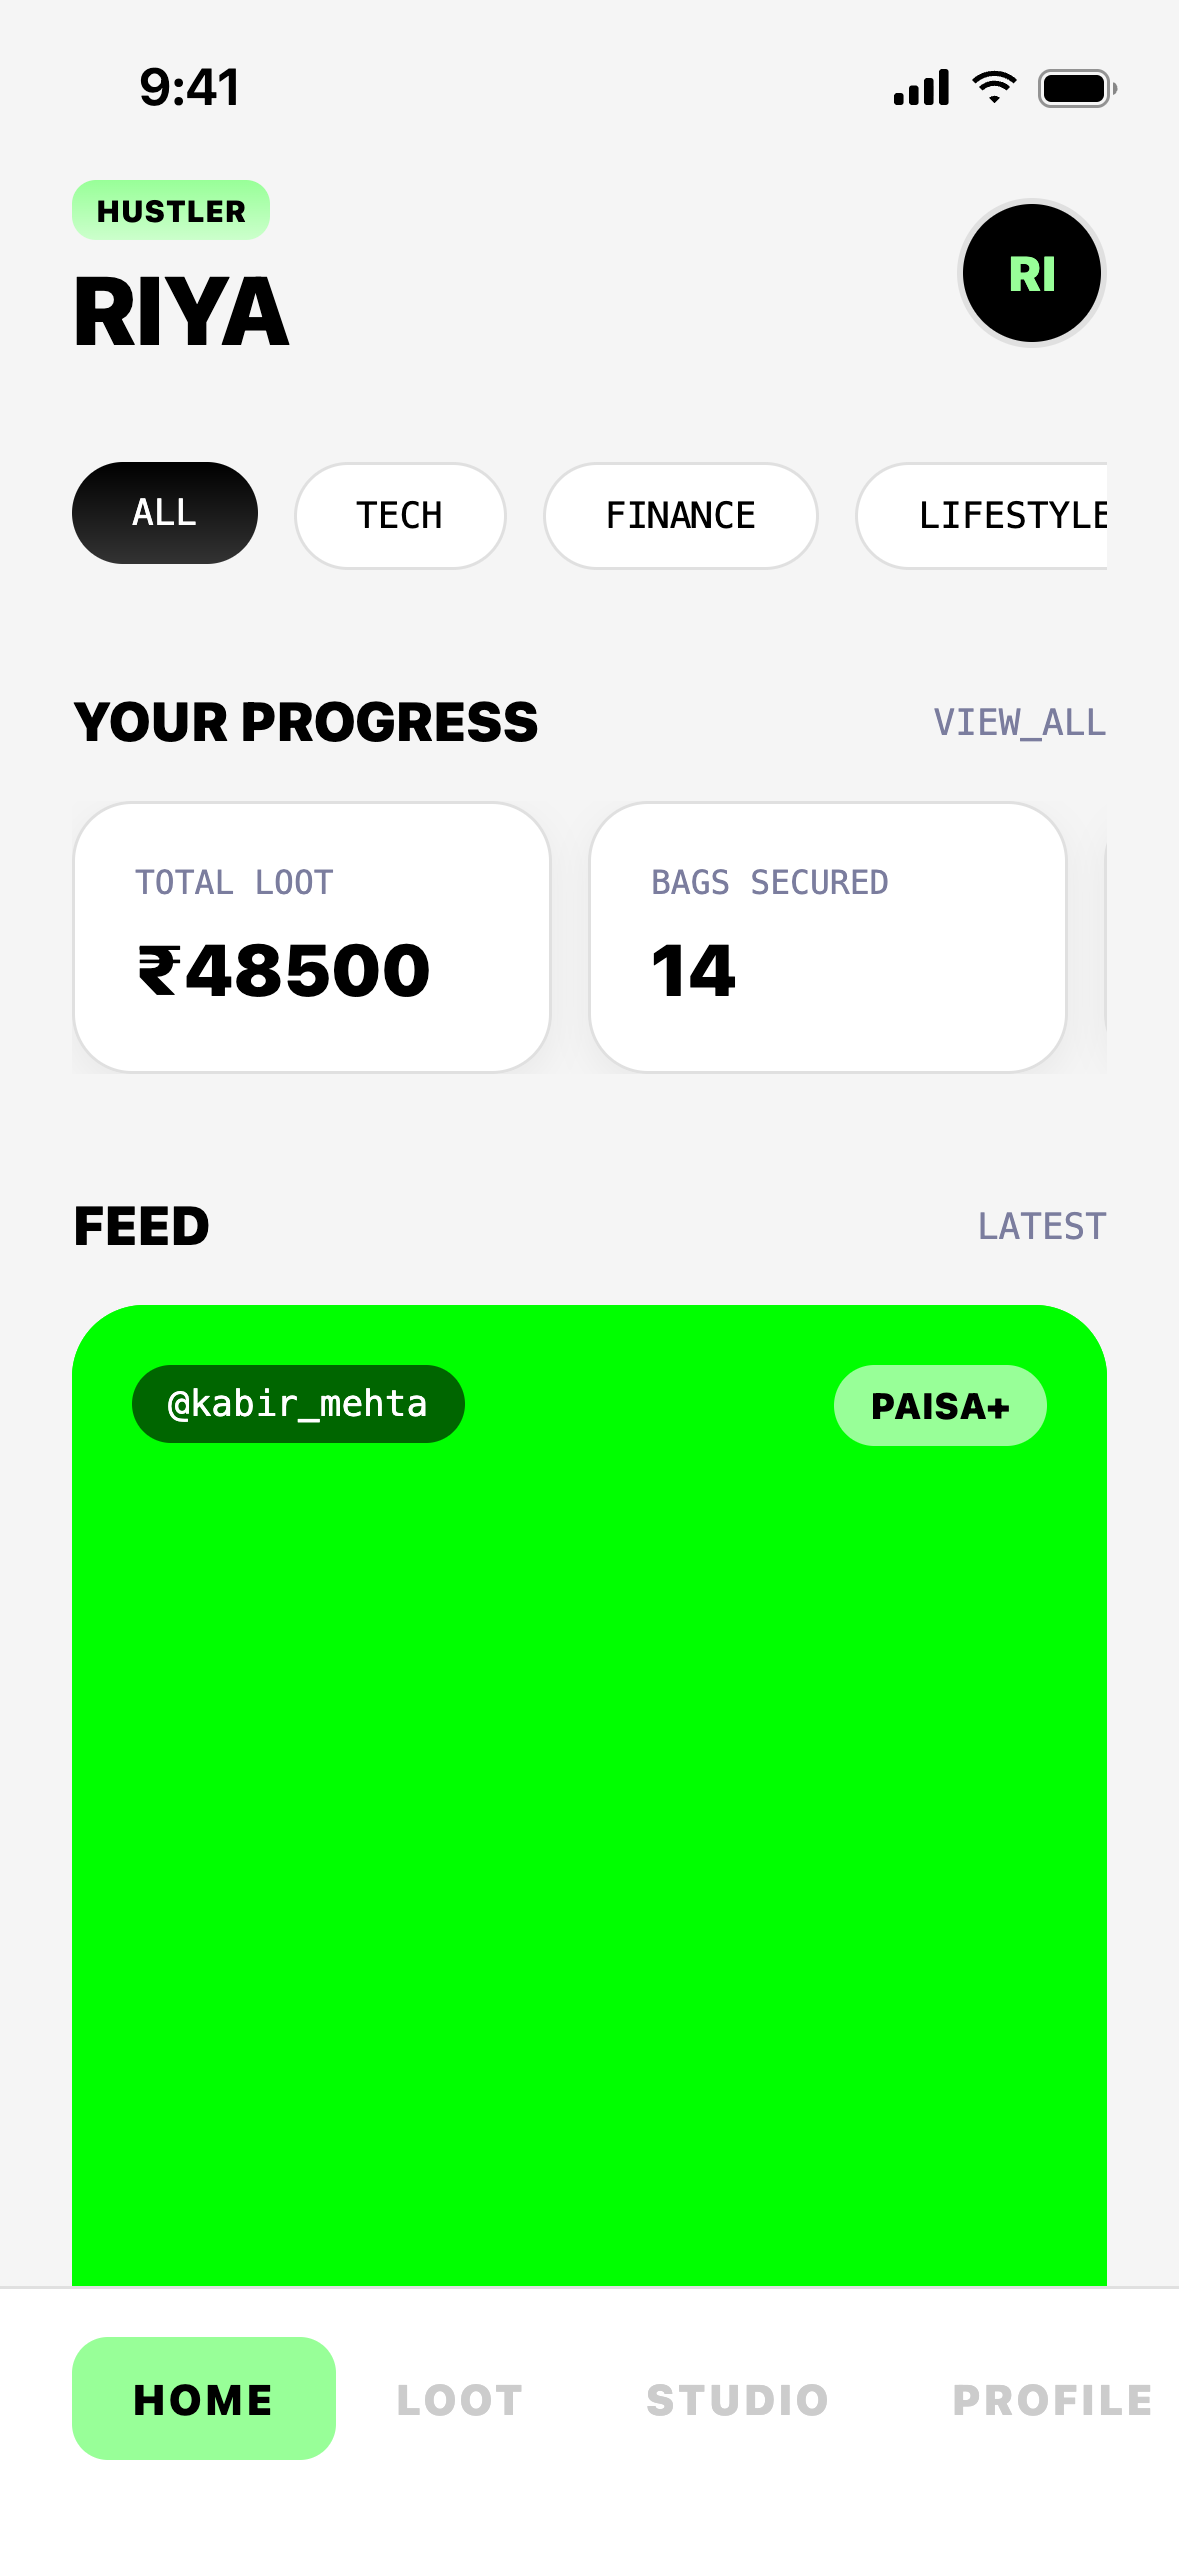 9:41
HUSTLER
RIYA
RI
ALL TECH FINANCE LIFESTYLE
YOUR PROGRESS VIEW_ALL
TOTAL LOOT
₹48500
BAGS SECURED
14
FEED LATEST
@kabir_mehta PAISA+
HOME LOOT STUDIO PROFILE